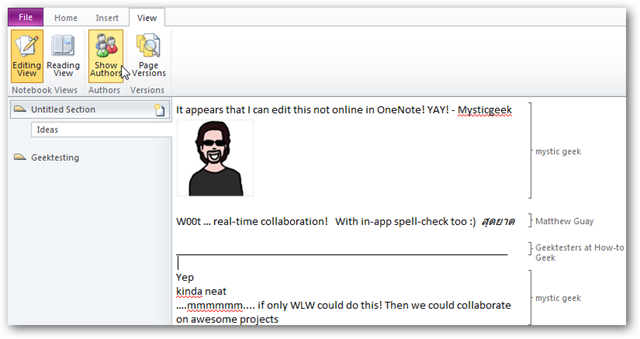 File Home Insert View
Editing View Reading View Show Authors Page Versions
Notebook Views Authors Versions
Untitled Section
Ideas
Geektesting
It appears that I can edit this not online in OneNote! YAY! - Mysticgeek
mystic geek
W00t ... real-time collaboration! With in-app spell-check too :) สุดยาด
Matthew Guay
Geektesters at How-to
Geek
Yep
kinda neat
....mmmmmm.... if only WLW could do this! Then we could collaborate
on awesome projects
mystic geek